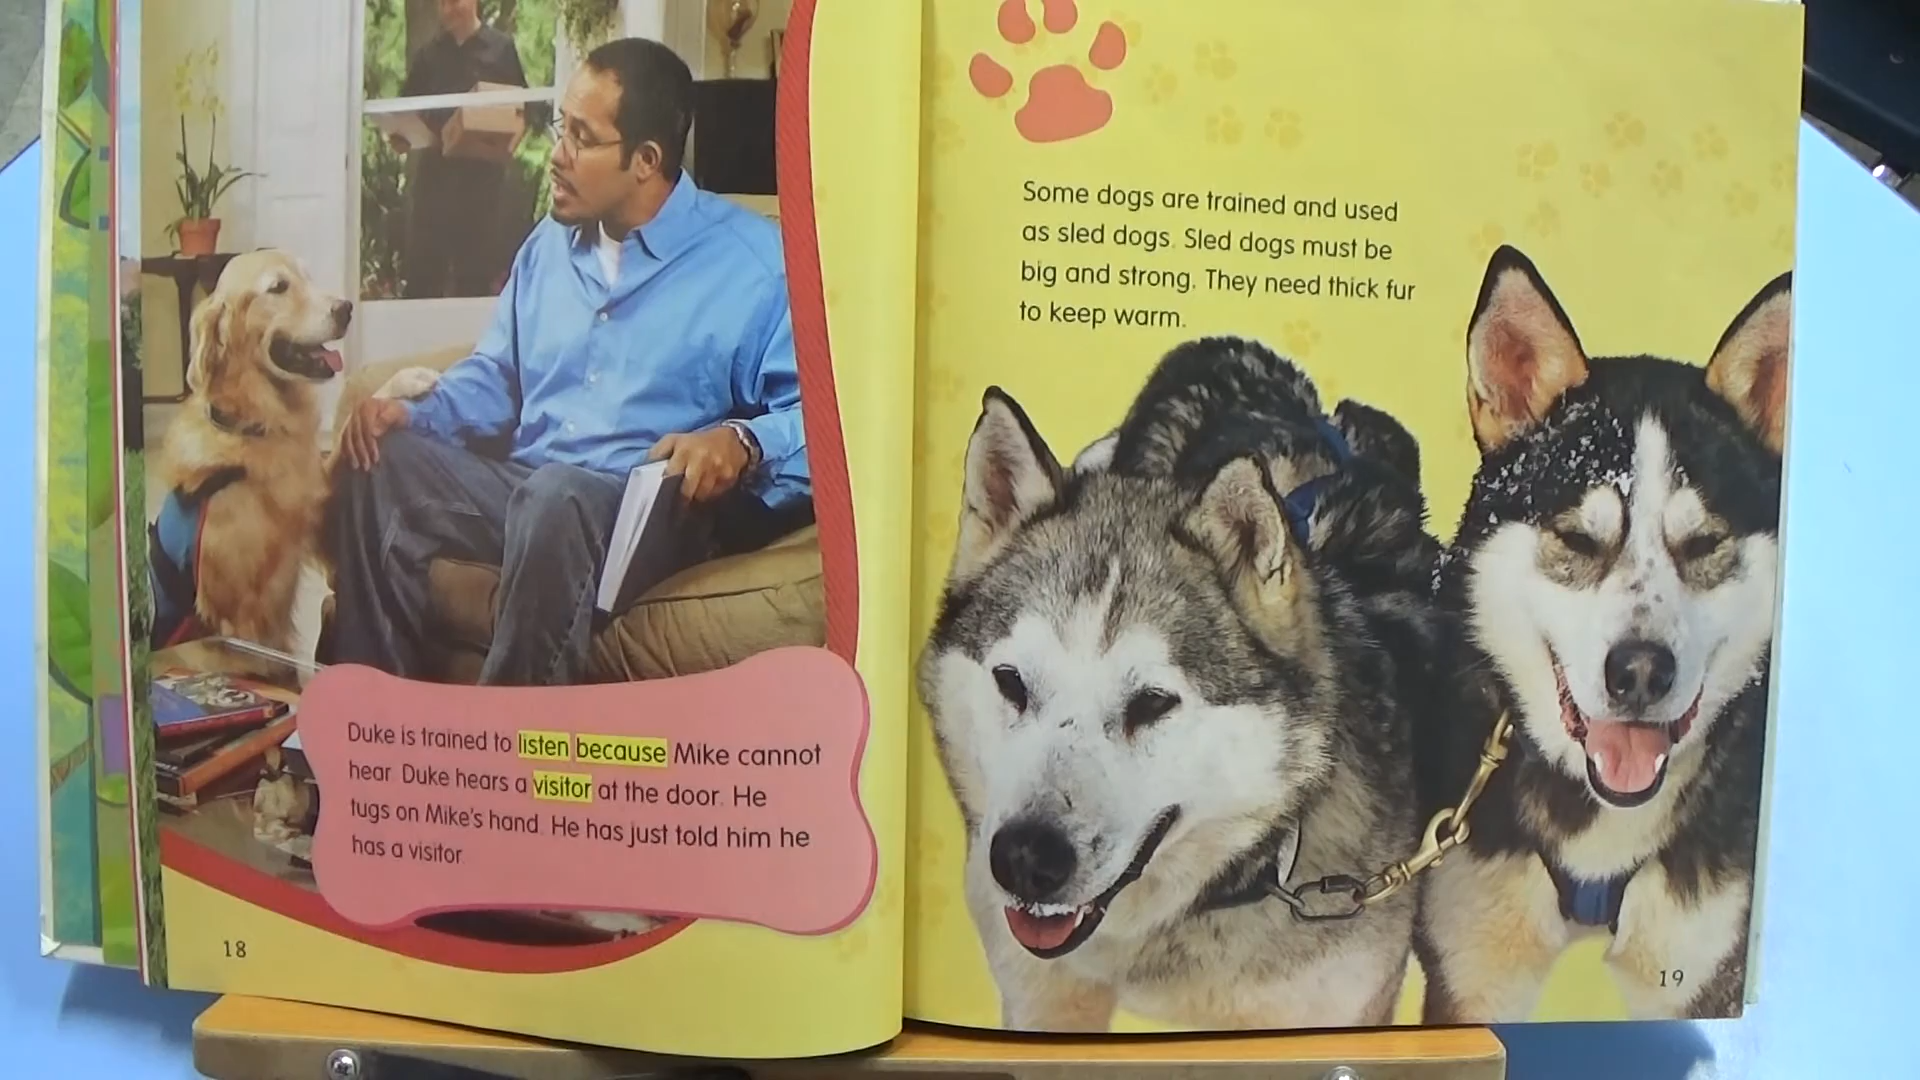 Duke is trained to listen because Mike cannot
hear. Duke hears a visitor at the door. He
tugs on Mike's hand. He has just told him he
has a visitor.
18
Some dogs are trained and used
as sled dogs. Sled dogs must be
big and strong. They need thick fur
to keep warm.
19